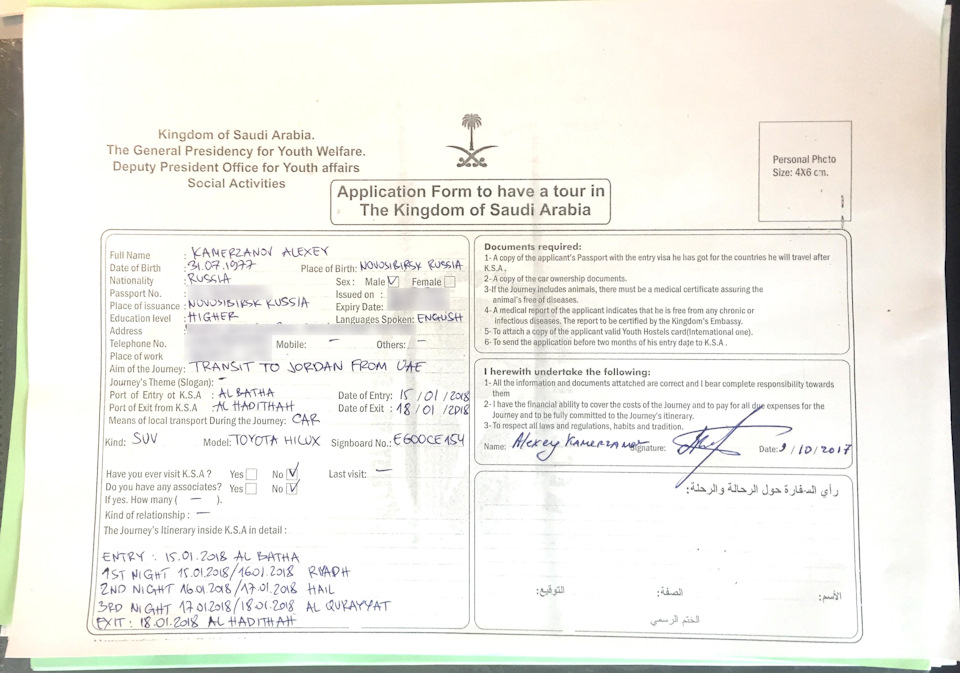 Kingdom of Saudi Arabia.
The General Presidency for Youth Welfare.
Deputy President Office for Youth affairs
Social Activities
Application Form to have a tour in
The Kingdom of Saudi Arabia
Personal Photo
Size: 4X6 cm.
Full Name : KAMERZANOV ALEXEY
Date of Birth : 31.07.1977 Place of Birth: NOVOSIBIRSK RUSSIA
Nationality : RUSSIA Sex: Male ✓ Female
Passport No. Issued on :
Place of issuance : NOVOSIBIRSK RUSSIA Expiry Date:
Education level : HIGHER Languages Spoken: ENGLISH
Address
Telephone No. Mobile: — Others: —
Place of work
Aim of the Journey: TRANSIT TO JORDAN FROM UAE
Journey's Theme (Slogan): —
Port of Entry ot K.S.A : AL BATHA Date of Entry: 15/01/2018
Port of Exit from K.S.A : AL HADITHAH Date of Exit : 18/01/2018
Means of local transport During the Journey: CAR
Kind: SUV Model: TOYOTA HILUX Signboard No.: E600CE154
Have you ever visit K.S.A ? Yes No ✓ Last visit: —
Do you have any associates? Yes No ✓
If yes. How many ( — ).
Kind of relationship : —
The Journey's Itinerary inside K.S.A in detail :
ENTRY : 15.01.2018 AL BATHA
1ST NIGHT 15.01.2018/16.01.2018 RIYADH
2ND NIGHT 16.01.2018/17.01.2018 HAIL
3RD NIGHT 17.01.2018/18.01.2018 AL QURAYYAT
EXIT : 18.01.2018 AL HADITHAH
Documents required:
1- A copy of the applicant's Passport with the entry visa he has got for the countries he will travel after
K.S.A .
2- A copy of the car ownership documents.
3-If the Journey includes animals, there must be a medical certificate assuring the
animal's free of diseases.
4- A medical report of the applicant indicates that he is free from any chronic or
infectious diseases. The report to be certified by the Kingdom's Embassy.
5- To attach a copy of the applicant valid Youth Hostels card(International one).
6- To send the application before two months of his entry date to K.S.A .
I herewith undertake the following:
1- All the information and documents attatched are correct and I bear complete responsibility towards
them
2- I have the financial ability to cover the costs of the Journey and to pay for all due expenses for the
Journey and to be fully committed to the Journey's itinerary.
3- To respect all laws and regulations, habits and tradition.
Name: Alexey KAMERZANOV Signature: Date: 9/10/2017
رأي السفارة حول الرحالة والرحلة:
الأسم: الصفة: التوقيع:
الختم الرسمي